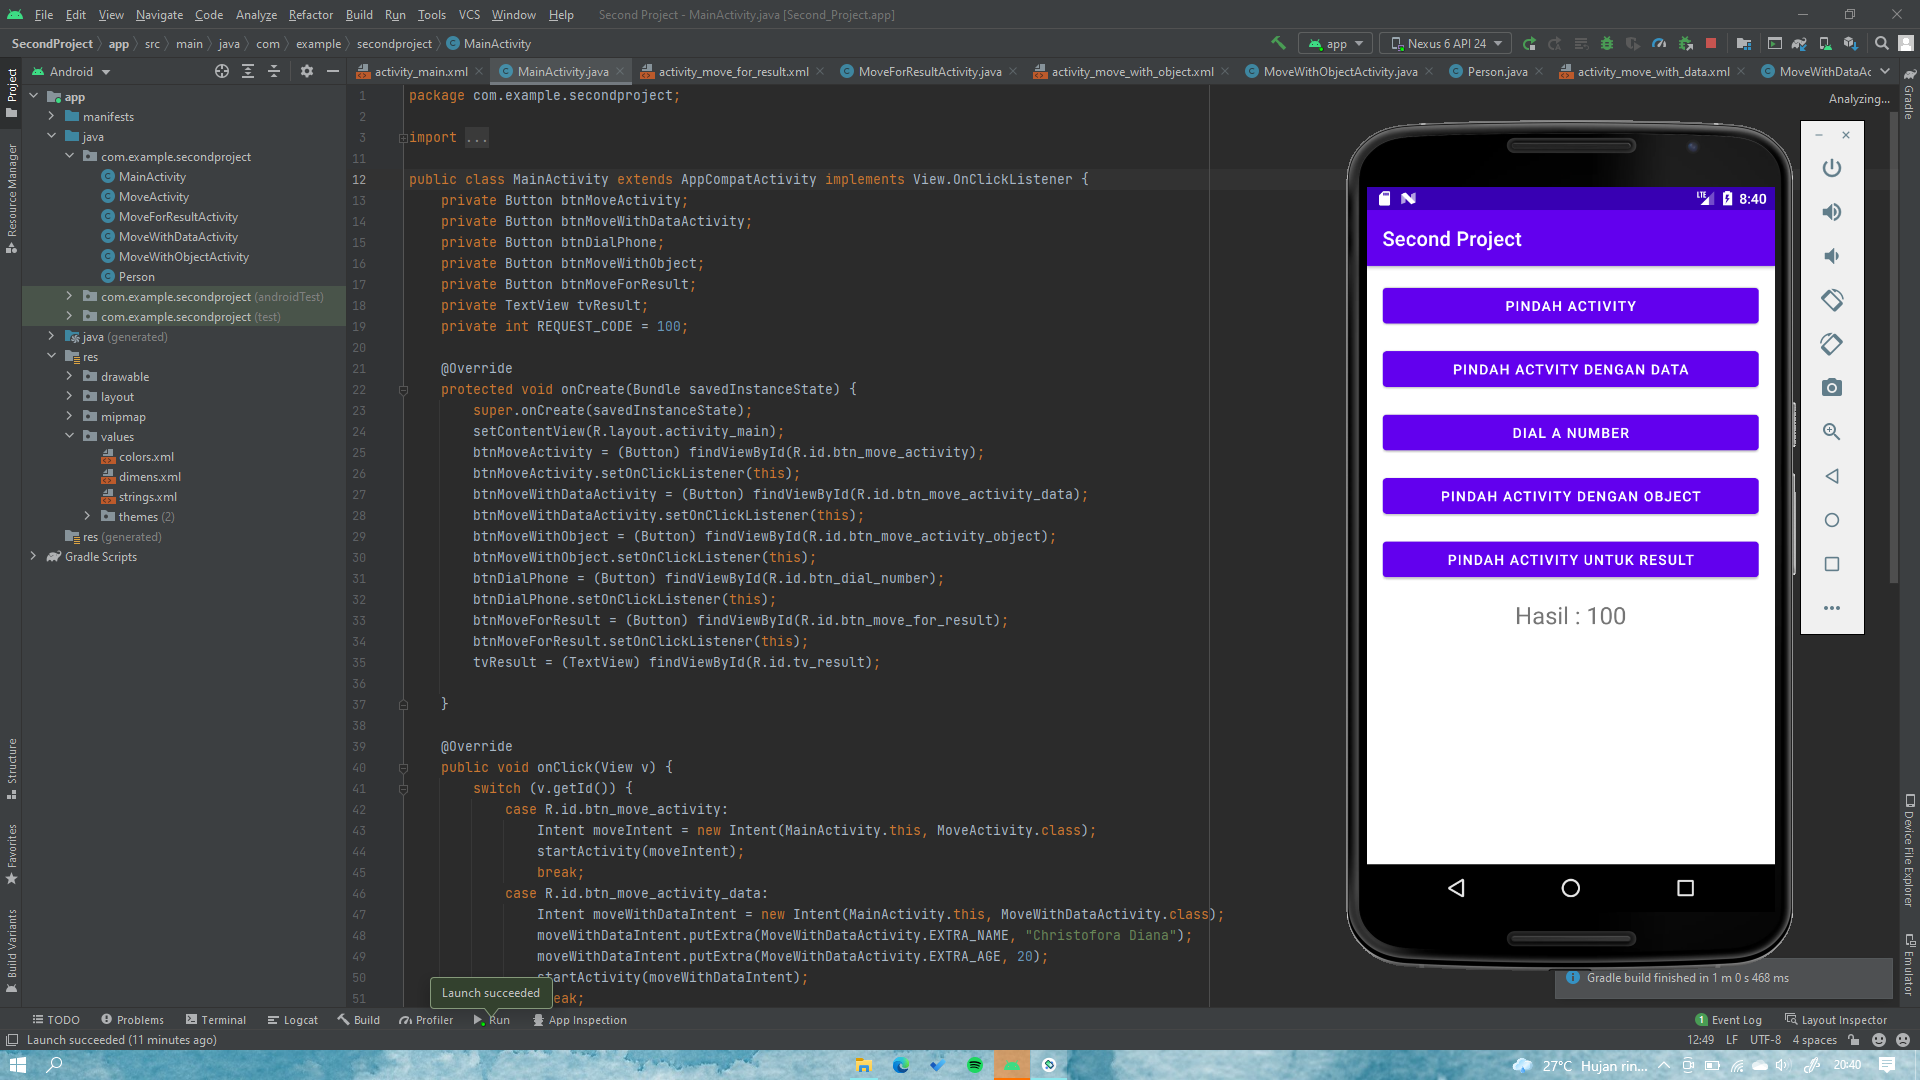 File Edit View Navigate Code Analyze Refactor Build Run Tools VCS Window Help Second Project - MainActivity.java [Second_Project.app]
SecondProject app src main java com example secondproject MainActivity app Nexus 6 API 24
Android activity_main.xml MainActivity.java activity_move_for_result.xml MoveForResultActivity.java activity_move_with_object.xml MoveWithObjectActivity.java Person.java activity_move_with_data.xml MoveWithDataAc
Project
Resource Manager
Structure
Favorites
Build Variants
app
manifests
java
com.example.secondproject
MainActivity
MoveActivity
MoveForResultActivity
MoveWithDataActivity
MoveWithObjectActivity
Person
com.example.secondproject (androidTest)
com.example.secondproject (test)
java (generated)
res
drawable
layout
mipmap
values
colors.xml
dimens.xml
strings.xml
themes (2)
res (generated)
Gradle Scripts
1 package com.example.secondproject;
2
3 import ...
11
12 public class MainActivity extends AppCompatActivity implements View.OnClickListener {
13 private Button btnMoveActivity;
14 private Button btnMoveWithDataActivity;
15 private Button btnDialPhone;
16 private Button btnMoveWithObject;
17 private Button btnMoveForResult;
18 private TextView tvResult;
19 private int REQUEST_CODE = 100;
20
21 @Override
22 protected void onCreate(Bundle savedInstanceState) {
23 super.onCreate(savedInstanceState);
24 setContentView(R.layout.activity_main);
25 btnMoveActivity = (Button) findViewById(R.id.btn_move_activity);
26 btnMoveActivity.setOnClickListener(this);
27 btnMoveWithDataActivity = (Button) findViewById(R.id.btn_move_activity_data);
28 btnMoveWithDataActivity.setOnClickListener(this);
29 btnMoveWithObject = (Button) findViewById(R.id.btn_move_activity_object);
30 btnMoveWithObject.setOnClickListener(this);
31 btnDialPhone = (Button) findViewById(R.id.btn_dial_number);
32 btnDialPhone.setOnClickListener(this);
33 btnMoveForResult = (Button) findViewById(R.id.btn_move_for_result);
34 btnMoveForResult.setOnClickListener(this);
35 tvResult = (TextView) findViewById(R.id.tv_result);
36
37 }
38
39 @Override
40 public void onClick(View v) {
41 switch (v.getId()) {
42 case R.id.btn_move_activity:
43 Intent moveIntent = new Intent(MainActivity.this, MoveActivity.class);
44 startActivity(moveIntent);
45 break;
46 case R.id.btn_move_activity_data:
47 Intent moveWithDataIntent = new Intent(MainActivity.this, MoveWithDataActivity.class);
48 moveWithDataIntent.putExtra(MoveWithDataActivity.EXTRA_NAME, "Christofora Diana");
49 moveWithDataIntent.putExtra(MoveWithDataActivity.EXTRA_AGE, 20);
50 startActivity(moveWithDataIntent);
51 eak;
Launch succeeded
Analyzing...
LTE 8:40
Second Project
PINDAH ACTIVITY
PINDAH ACTVITY DENGAN DATA
DIAL A NUMBER
PINDAH ACTIVITY DENGAN OBJECT
PINDAH ACTIVITY UNTUK RESULT
Hasil : 100
Gradle build finished in 1 m 0 s 468 ms
Gradle
Device File Explorer
Emulator
TODO Problems Terminal Logcat Build Profiler Run App Inspection 1 Event Log Layout Inspector
Launch succeeded (11 minutes ago) 12:49 LF UTF-8 4 spaces
27°C Hujan rin... 20:40